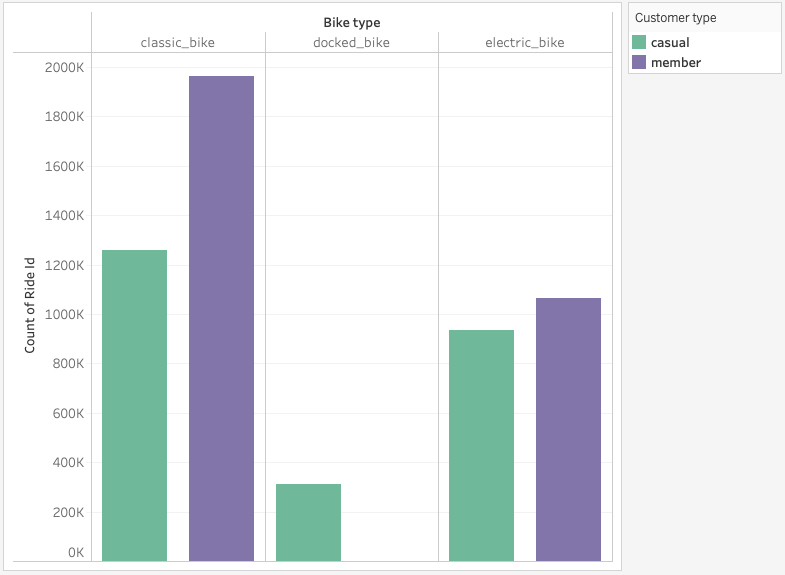 Bike type
classic_bike docked_bike electric_bike
2000K
1800K
1600K
1400K
1200K
1000K
800K
600K
400K
200K
0K
Count of Ride Id
Customer type
casual
member